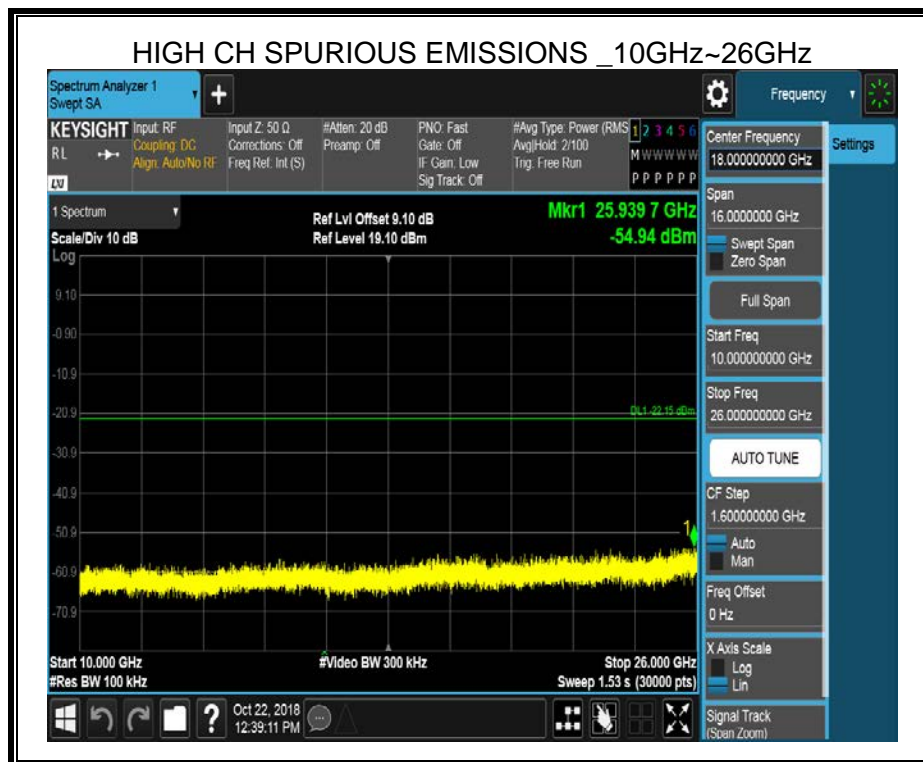 HIGH CH SPURIOUS EMISSIONS _10GHz~26GHz
Spectrum Analyzer 1
Swept SA
+
Frequency
KEYSIGHT
RL
LXI
Input: RF
Coupling: DC
Align: Auto/No RF
Input Z: 50 Ω
Corrections: Off
Freq Ref: Int (S)
#Atten: 20 dB
Preamp: Off
PNO: Fast
Gate: Off
IF Gain: Low
Sig Track: Off
#Avg Type: Power (RMS
Avg|Hold: 2/100
Trig: Free Run
1 2 3 4 5 6
M W W W W W
P P P P P P
1 Spectrum
Scale/Div 10 dB
Log
Ref Lvl Offset 9.10 dB
Ref Level 19.10 dBm
Mkr1 25.939 7 GHz
-54.94 dBm
9.10
-0.90
-10.9
-20.9
DL1 -22.15 dBm
-30.9
-40.9
-50.9
1
-60.9
-70.9
Start 10.000 GHz
#Res BW 100 kHz
#Video BW 300 kHz
Stop 26.000 GHz
Sweep 1.53 s (30000 pts)
Center Frequency
18.000000000 GHz
Settings
Span
16.0000000 GHz
Swept Span
Zero Span
Full Span
Start Freq
10.000000000 GHz
Stop Freq
26.000000000 GHz
AUTO TUNE
CF Step
1.600000000 GHz
Auto
Man
Freq Offset
0 Hz
X Axis Scale
Log
Lin
Signal Track
(Span Zoom)
?
Oct 22, 2018
12:39:11 PM